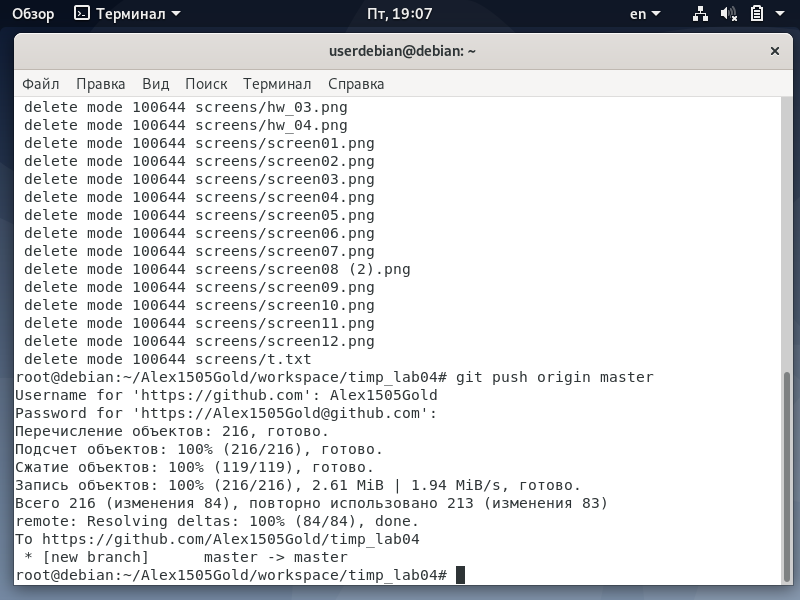 Обзор Терминал Пт, 19:07 en
userdebian@debian: ~
Файл Правка Вид Поиск Терминал Справка
delete mode 100644 screens/hw_03.png
delete mode 100644 screens/hw_04.png
delete mode 100644 screens/screen01.png
delete mode 100644 screens/screen02.png
delete mode 100644 screens/screen03.png
delete mode 100644 screens/screen04.png
delete mode 100644 screens/screen05.png
delete mode 100644 screens/screen06.png
delete mode 100644 screens/screen07.png
delete mode 100644 screens/screen08 (2).png
delete mode 100644 screens/screen09.png
delete mode 100644 screens/screen10.png
delete mode 100644 screens/screen11.png
delete mode 100644 screens/screen12.png
delete mode 100644 screens/t.txt
root@debian:~/Alex1505Gold/workspace/timp_lab04# git push origin master
Username for 'https://github.com': Alex1505Gold
Password for 'https://Alex1505Gold@github.com':
Перечисление объектов: 216, готово.
Подсчет объектов: 100% (216/216), готово.
Сжатие объектов: 100% (119/119), готово.
Запись объектов: 100% (216/216), 2.61 MiB | 1.94 MiB/s, готово.
Всего 216 (изменения 84), повторно использовано 213 (изменения 83)
remote: Resolving deltas: 100% (84/84), done.
To https://github.com/Alex1505Gold/timp_lab04
* [new branch]      master -> master
root@debian:~/Alex1505Gold/workspace/timp_lab04#